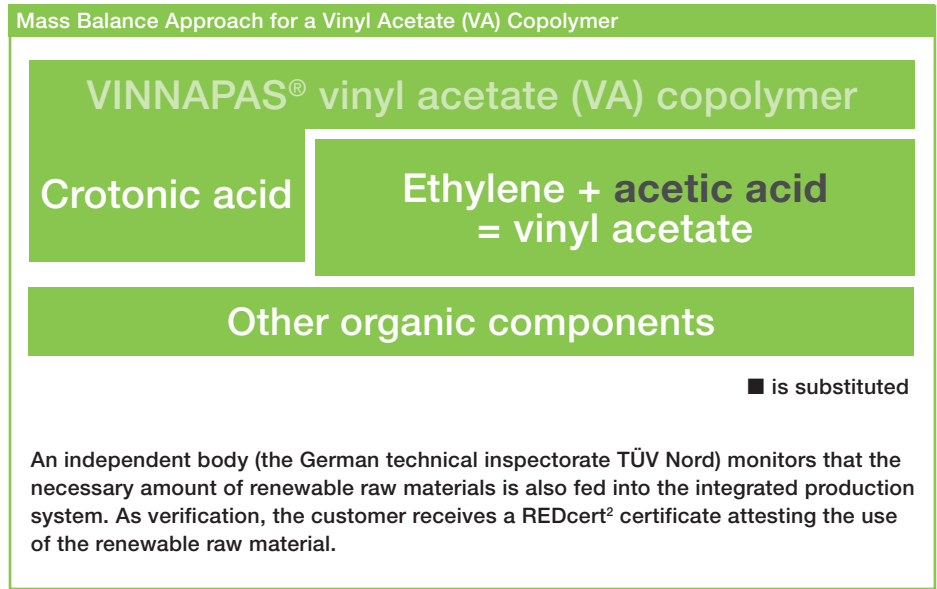 Mass Balance Approach for a Vinyl Acetate (VA) Copolymer
VINNAPAS® vinyl acetate (VA) copolymer
Crotonic acid
Ethylene + acetic acid
= vinyl acetate
Other organic components
■ is substituted
An independent body (the German technical inspectorate TÜV Nord) monitors that the
necessary amount of renewable raw materials is also fed into the integrated production
system. As verification, the customer receives a REDcert² certificate attesting the use
of the renewable raw material.